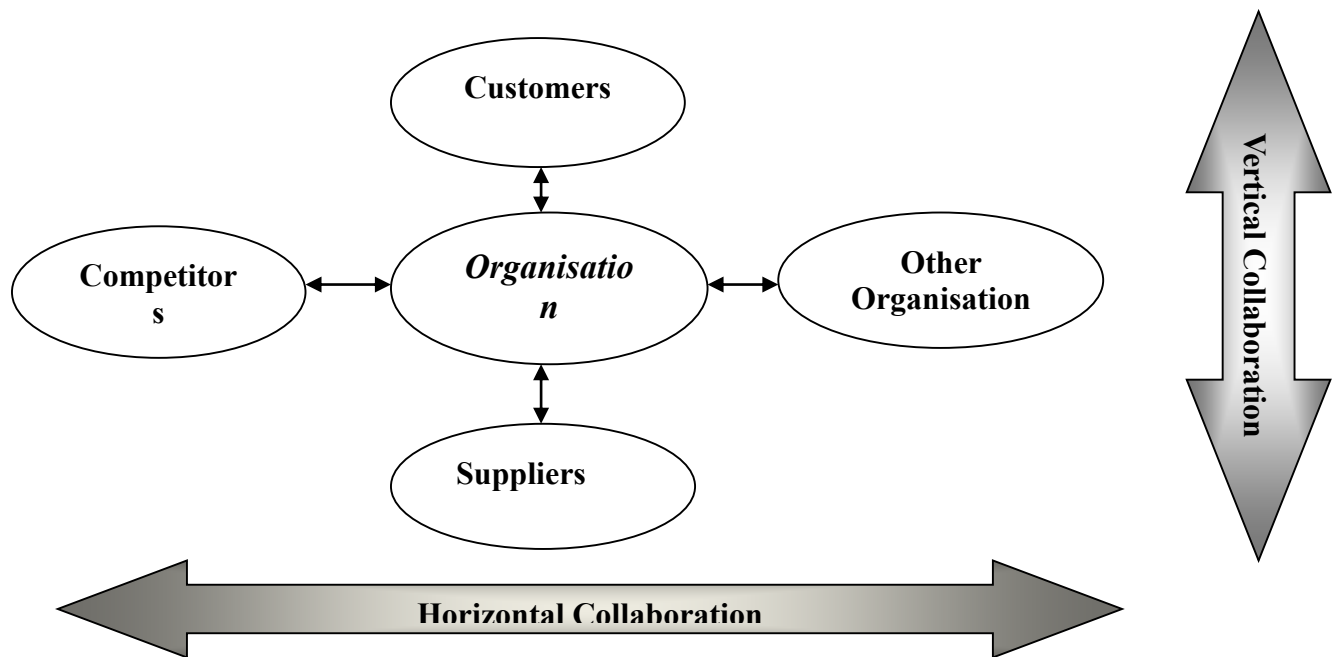 Customers
Competitor
s
Organisatio
n
Other
Organisation
Suppliers
Vertical Collaboration
Horizontal Collaboration